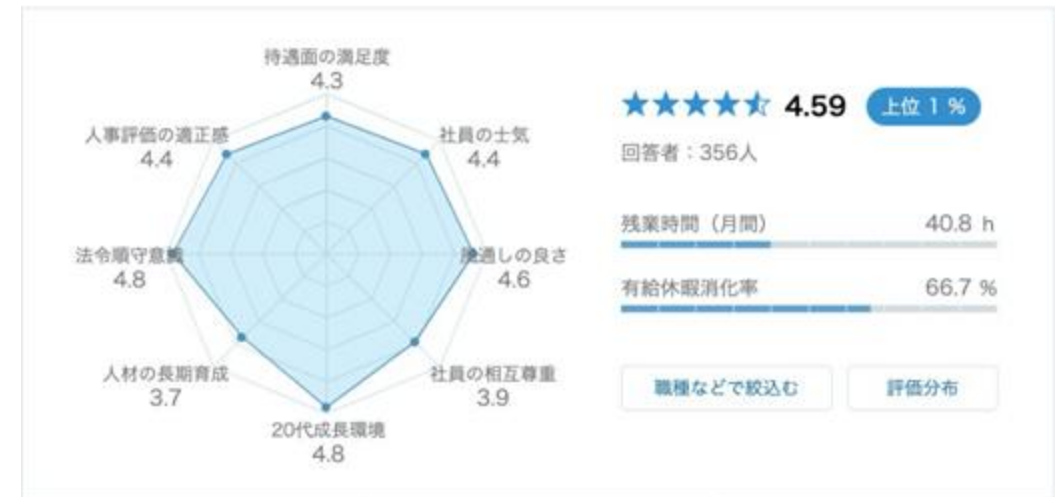 待遇面の満足度
4.3
社員の士気
4.4
風通しの良さ
4.6
社員の相互尊重
3.9
20代成長環境
4.8
人材の長期育成
3.7
法令順守意識
4.8
人事評価の適正感
4.4
4.59
上位 1 %
回答者：356人
残業時間（月間）
40.8 h
有給休暇消化率
66.7 %
職種などで絞込む
評価分布